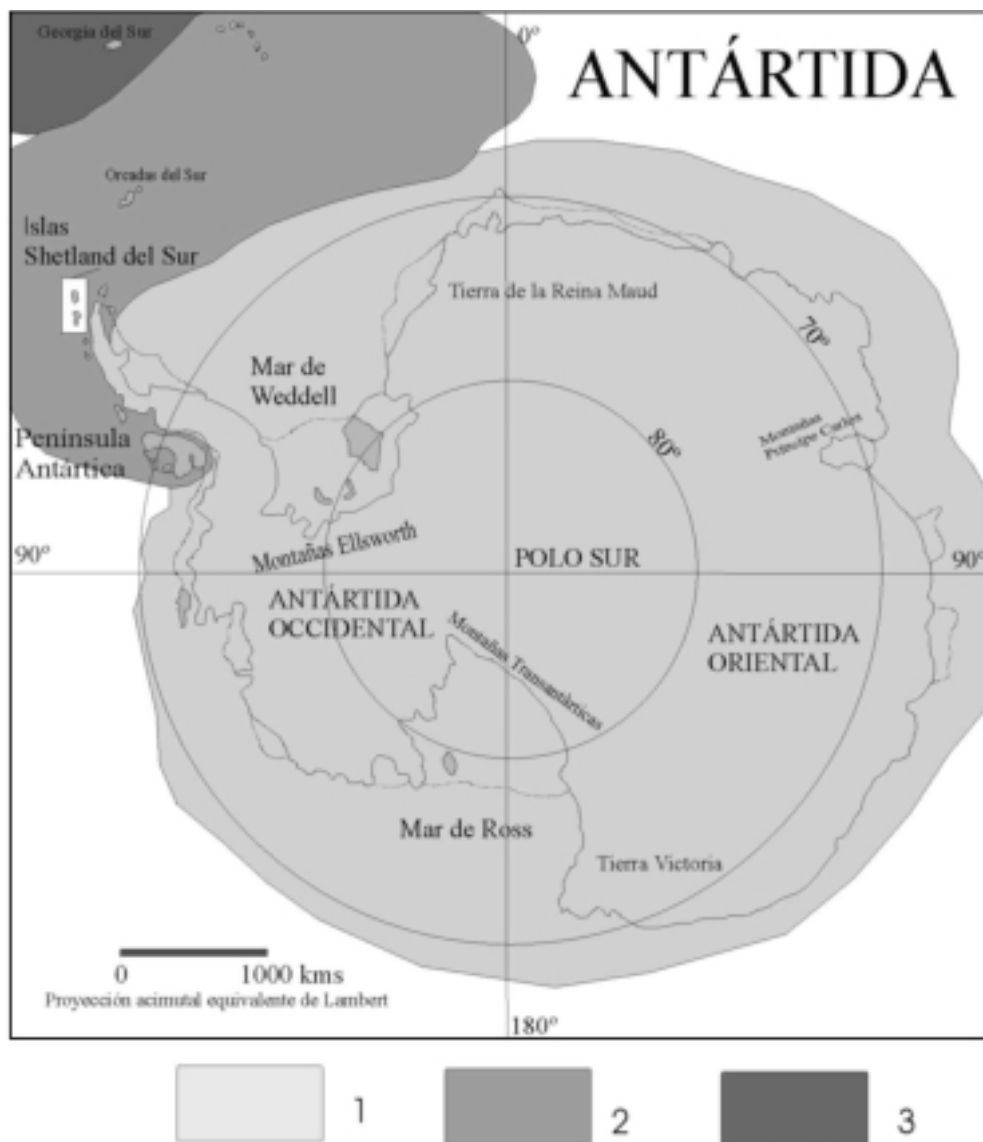 Georgia del Sur
0º
ANTÁRTIDA
Orcadas del Sur
Islas
Shetland del Sur
Tierra de la Reina Maud
70º
Mar de
Weddell
80º
Montañas
Príncipe Carlos
Península
Antártica
90º
Montañas Ellsworth
POLO SUR
90º
ANTÁRTIDA
OCCIDENTAL
Montañas Transantárticas
ANTÁRTIDA
ORIENTAL
Mar de Ross
Tierra Victoria
0 1000 kms
Proyección acimutal equivalente de Lambert
180º
1 2 3